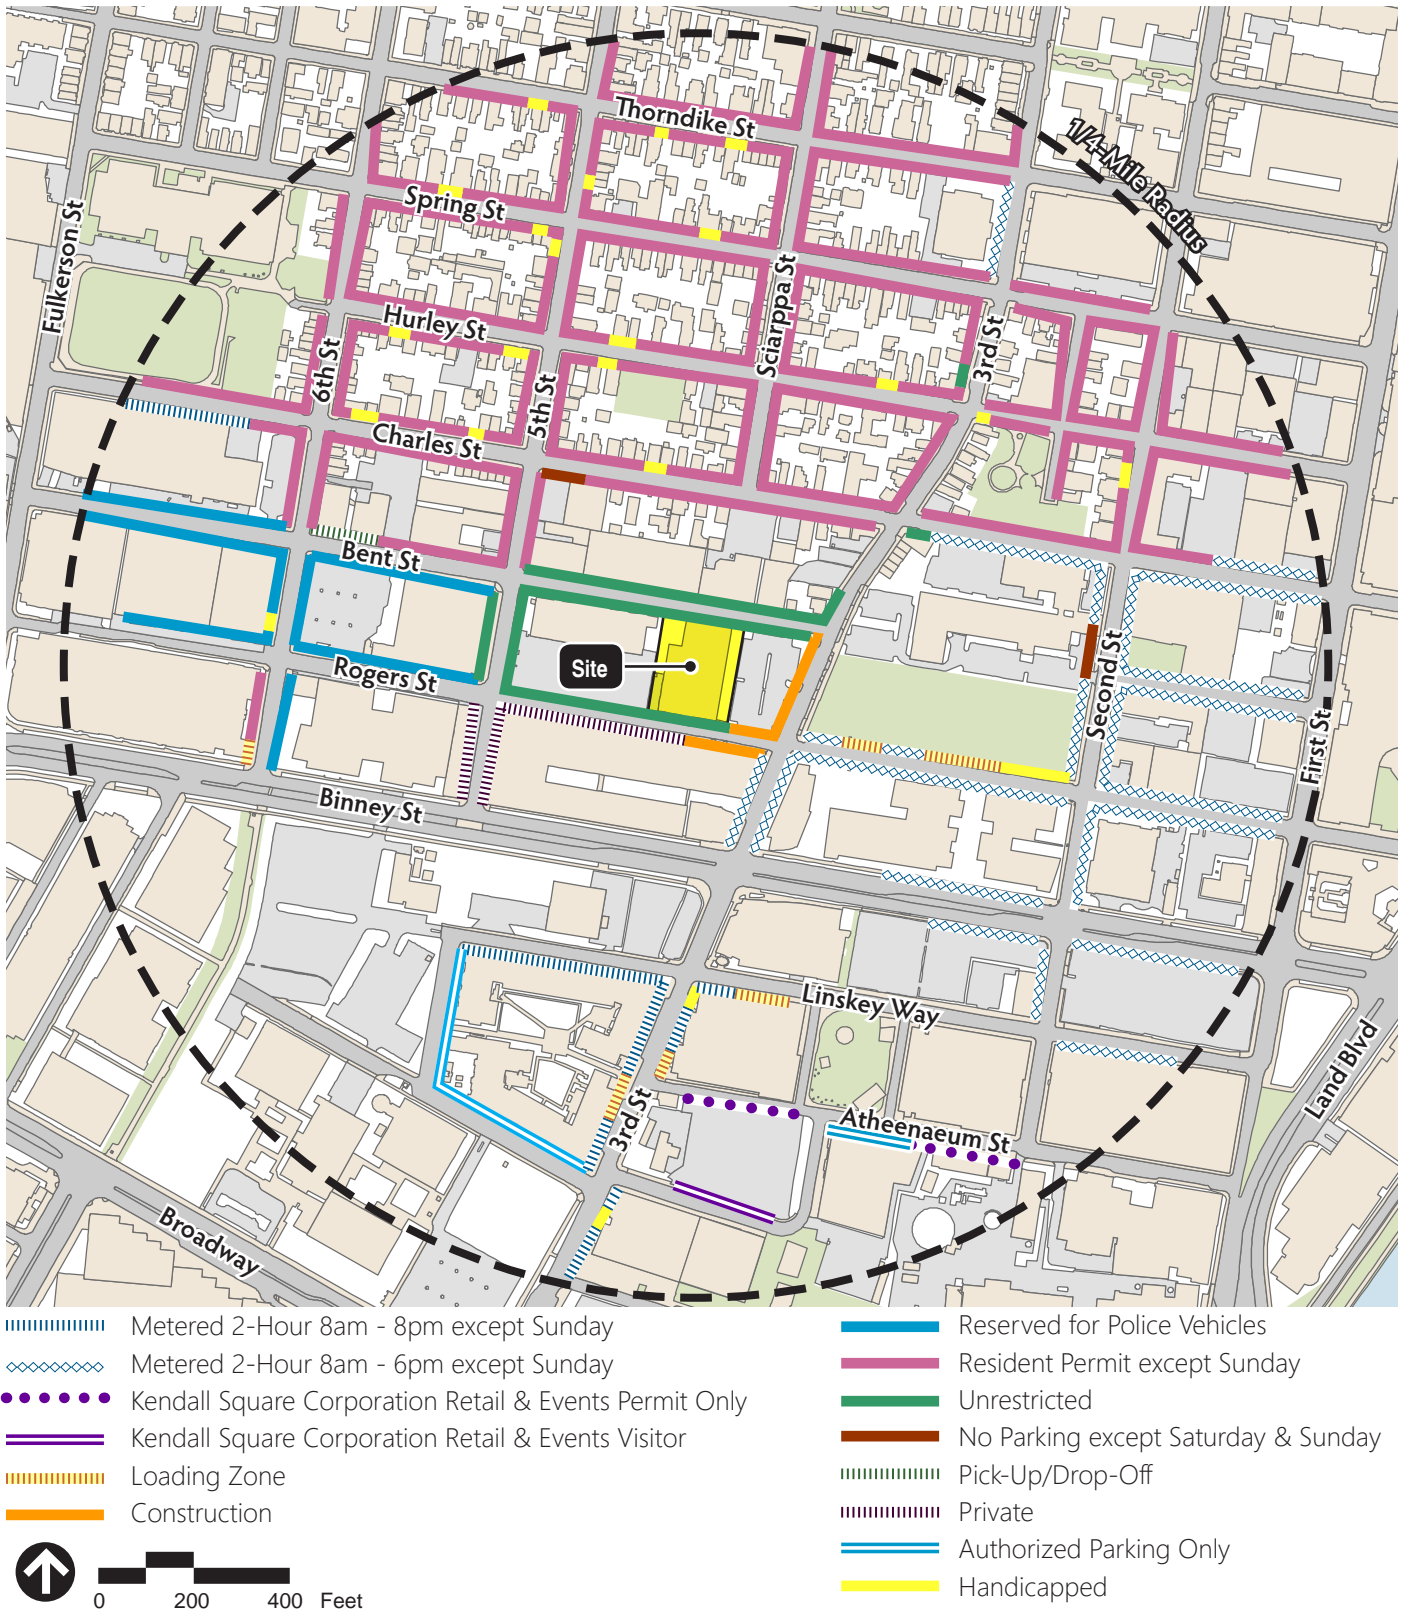 Thorndike St
1/4-Mile Radius
Spring St
Fulkerson St
Hurley St
Sciarppa St
3rd St
6th St
5th St
Charles St
Bent St
Site
Rogers St
Second St
First St
Binney St
Linskey Way
Land Blvd
3rd St
Atheenaeum St
Broadway
Metered 2-Hour 8am - 8pm except Sunday
Metered 2-Hour 8am - 6pm except Sunday
Kendall Square Corporation Retail & Events Permit Only
Kendall Square Corporation Retail & Events Visitor
Loading Zone
Construction
Reserved for Police Vehicles
Resident Permit except Sunday
Unrestricted
No Parking except Saturday & Sunday
Pick-Up/Drop-Off
Private
Authorized Parking Only
Handicapped
0 200 400 Feet